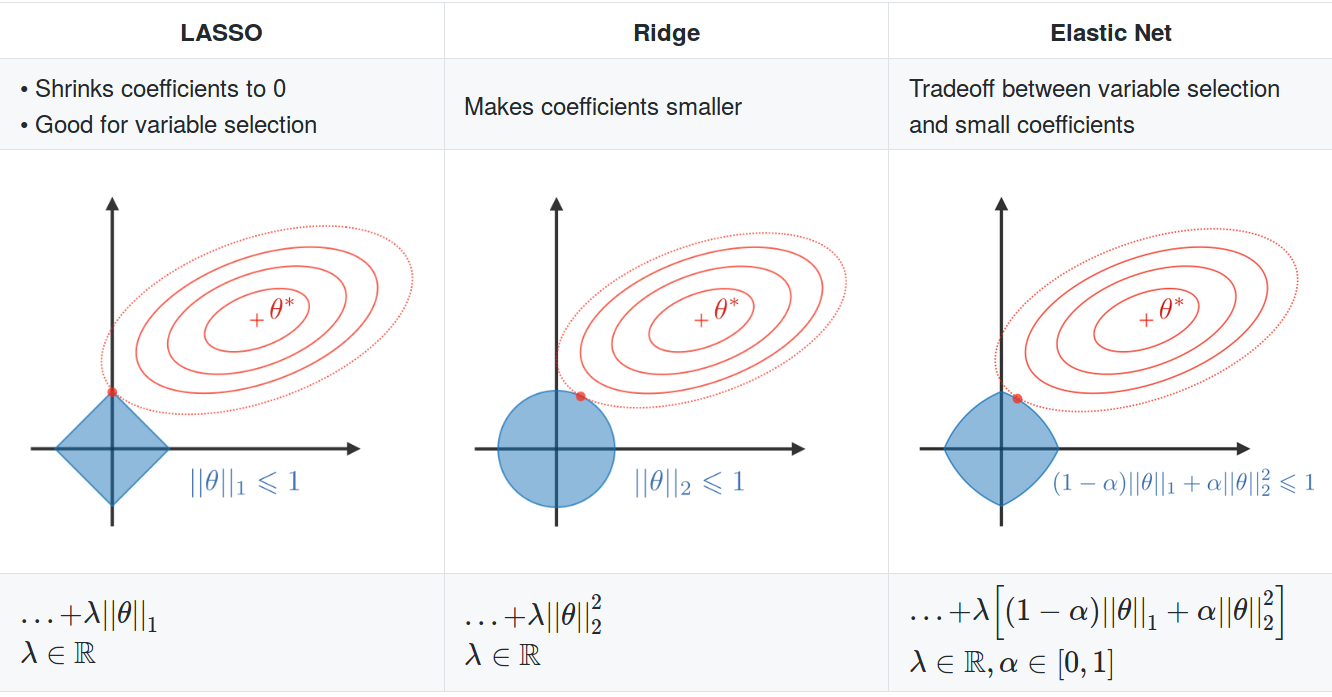 LASSO
Ridge
Elastic Net
• Shrinks coefficients to 0
• Good for variable selection
Makes coefficients smaller
Tradeoff between variable selection
and small coefficients
θ*
||θ||₁ ⩽ 1
θ*
||θ||₂ ⩽ 1
θ*
(1 − α)||θ||₁ + α||θ||₂² ⩽ 1
... +λ||θ||₁
λ ∈ ℝ
... +λ||θ||₂²
λ ∈ ℝ
... +λ[(1 − α)||θ||₁ + α||θ||₂²]
λ ∈ ℝ, α ∈ [0, 1]